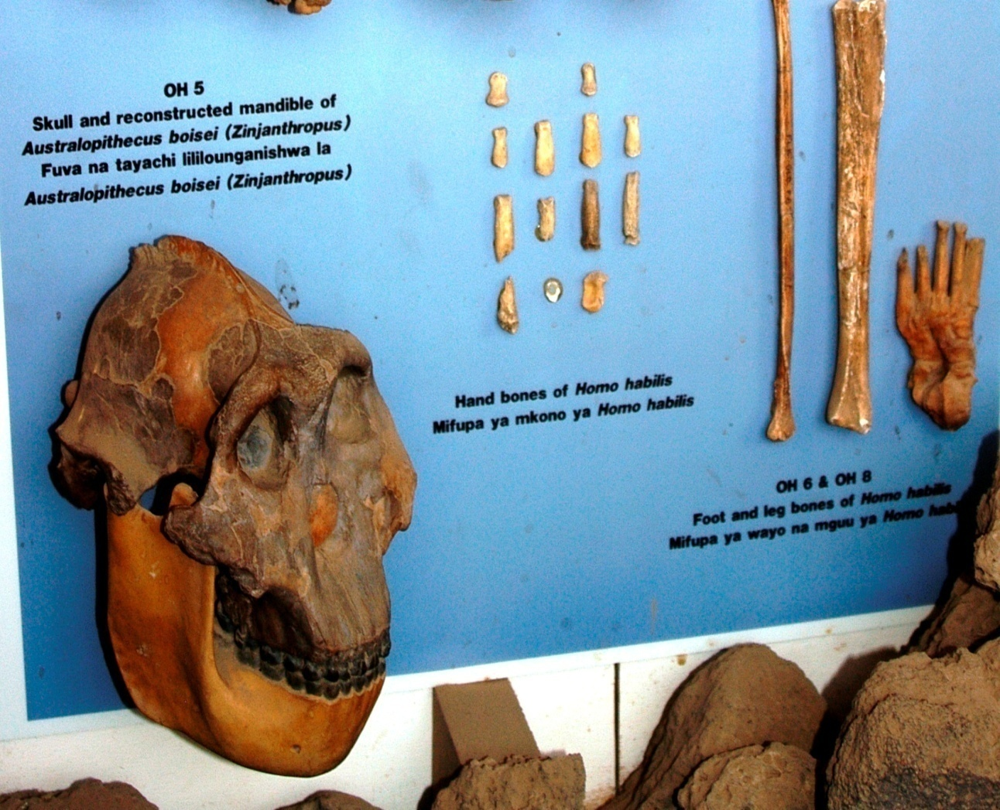 OH 5
Skull and reconstructed mandible of
Australopithecus boisei (Zinjanthropus)
Fuva na tayachi lililounganishwa la
Australopithecus boisei (Zinjanthropus)
Hand bones of Homo habilis
Mifupa ya mkono ya Homo habilis
OH 6 & OH 8
Foot and leg bones of Homo habilis
Mifupa ya wayo na mguu ya Homo